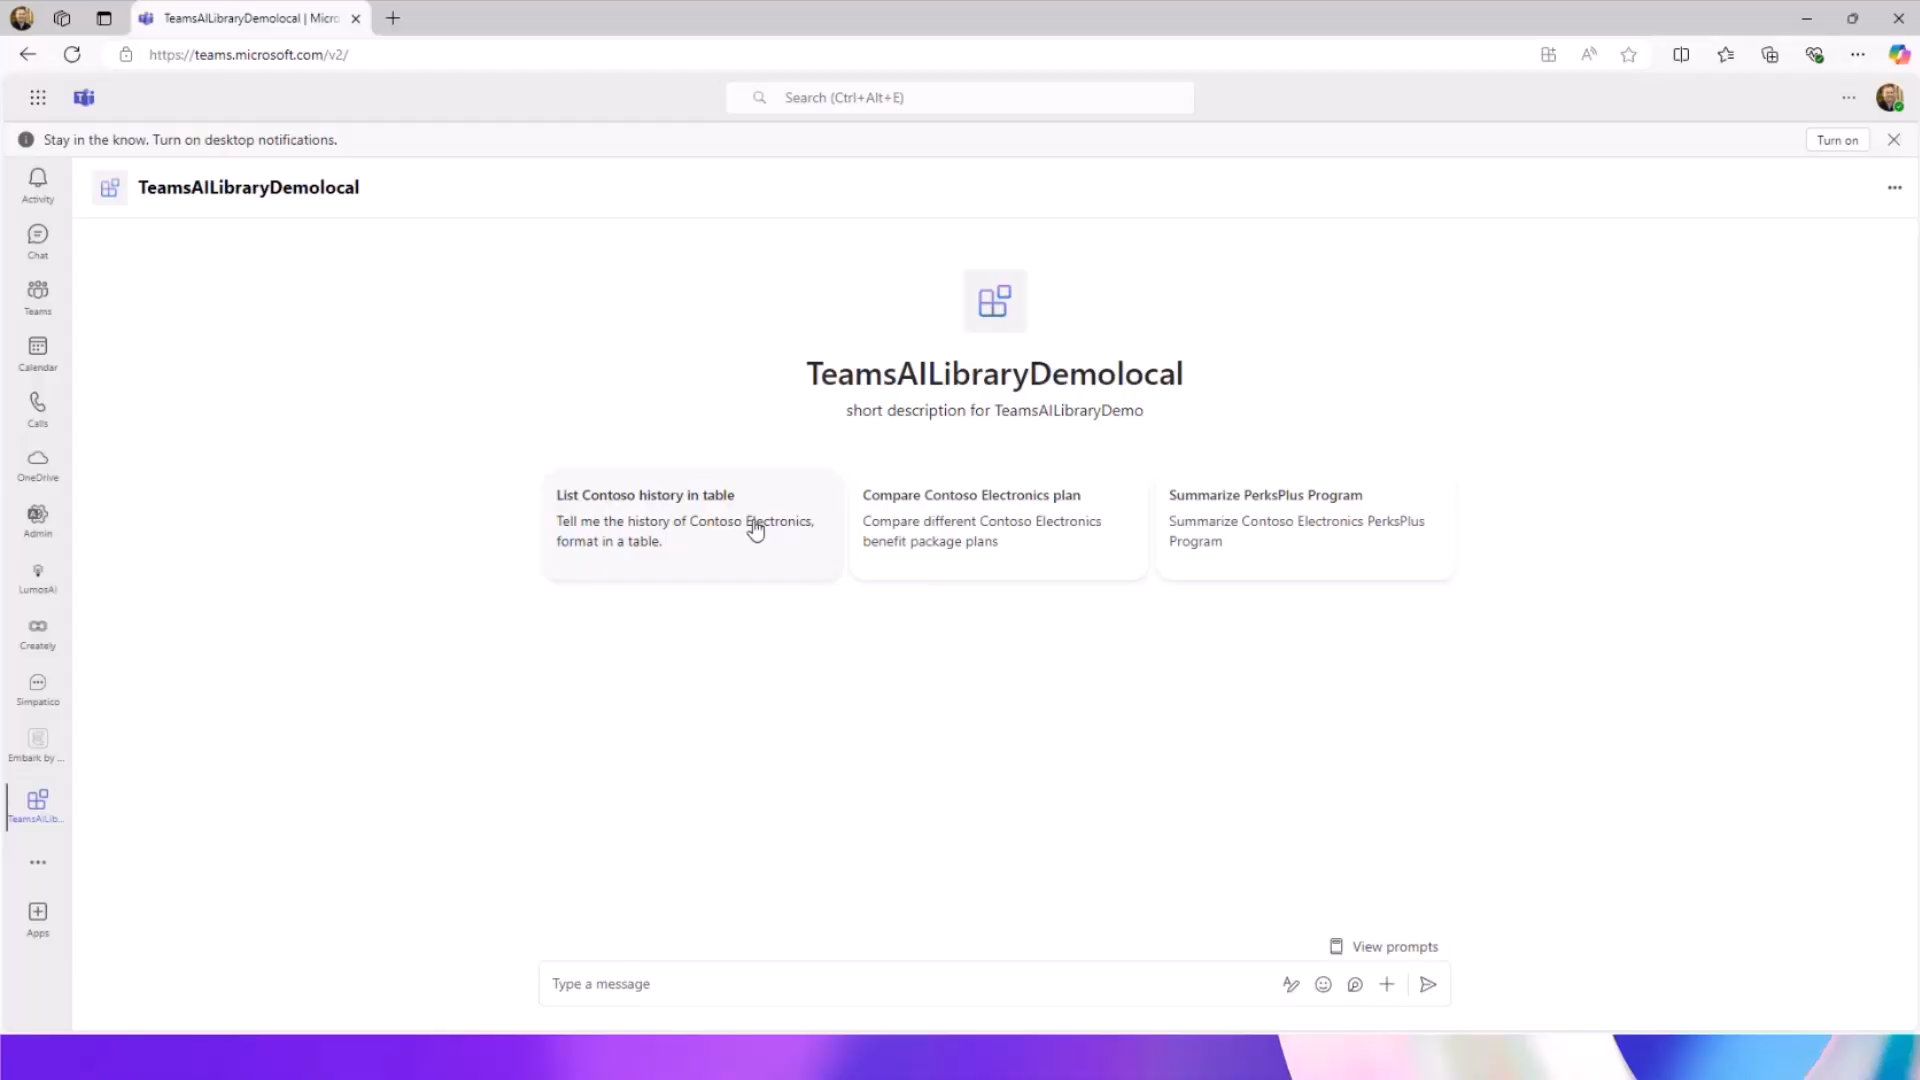 TeamsAILibraryDemolocal | Micro
https://teams.microsoft.com/v2/
Search (Ctrl+Alt+E)
Stay in the know. Turn on desktop notifications.
Turn on
Activity
Chat
Teams
Calendar
Calls
OneDrive
Admin
LumosAI
Creately
Simpatico
Embark by ...
TeamsAILib...
Apps
TeamsAILibraryDemolocal
TeamsAILibraryDemolocal
short description for TeamsAILibraryDemo
List Contoso history in table
Tell me the history of Contoso Electronics,
format in a table.
Compare Contoso Electronics plan
Compare different Contoso Electronics
benefit package plans
Summarize PerksPlus Program
Summarize Contoso Electronics PerksPlus
Program
View prompts
Type a message